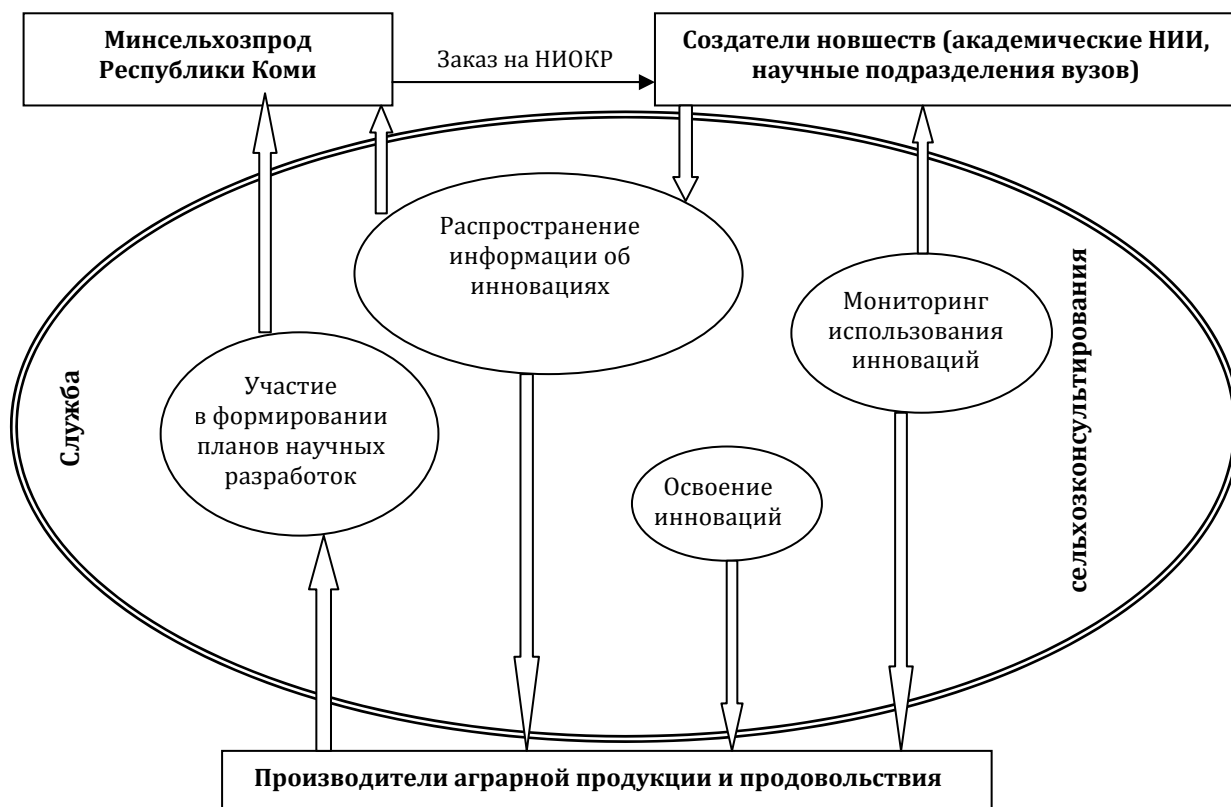 Минсельхозпрод
Республики Коми
Заказ на НИОКР
Создатели новшеств (академические НИИ,
научные подразделения вузов)
Распространение
информации об
инновациях
Мониторинг
использования
инноваций
Участие
в формировании
планов научных
разработок
Освоение
инноваций
Служба
сельхозконсультирования
Производители аграрной продукции и продовольствия